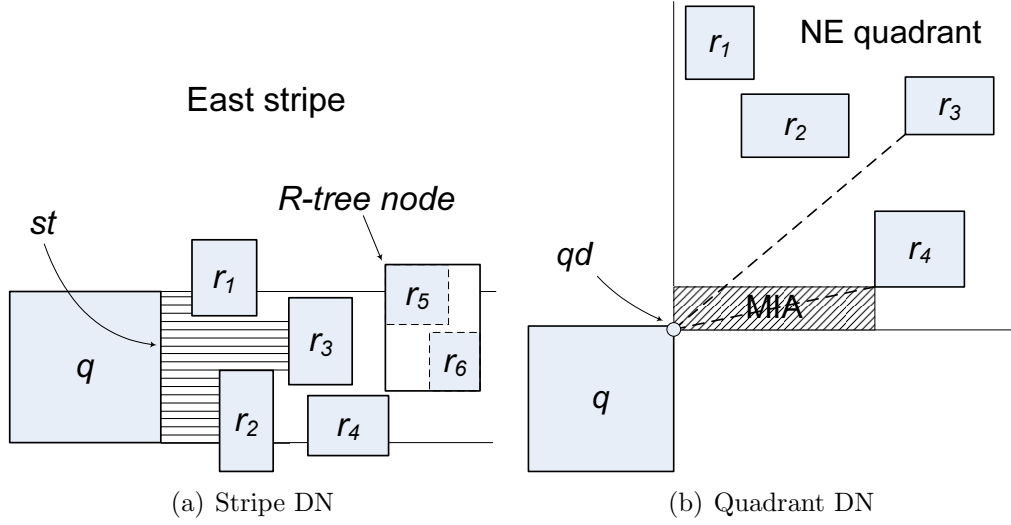 East stripe
R-tree node
st
r1
r5
r3
q
r6
r2
r4
(a) Stripe DN
NE quadrant
r1
r3
r2
r4
qd
MIA
q
(b) Quadrant DN